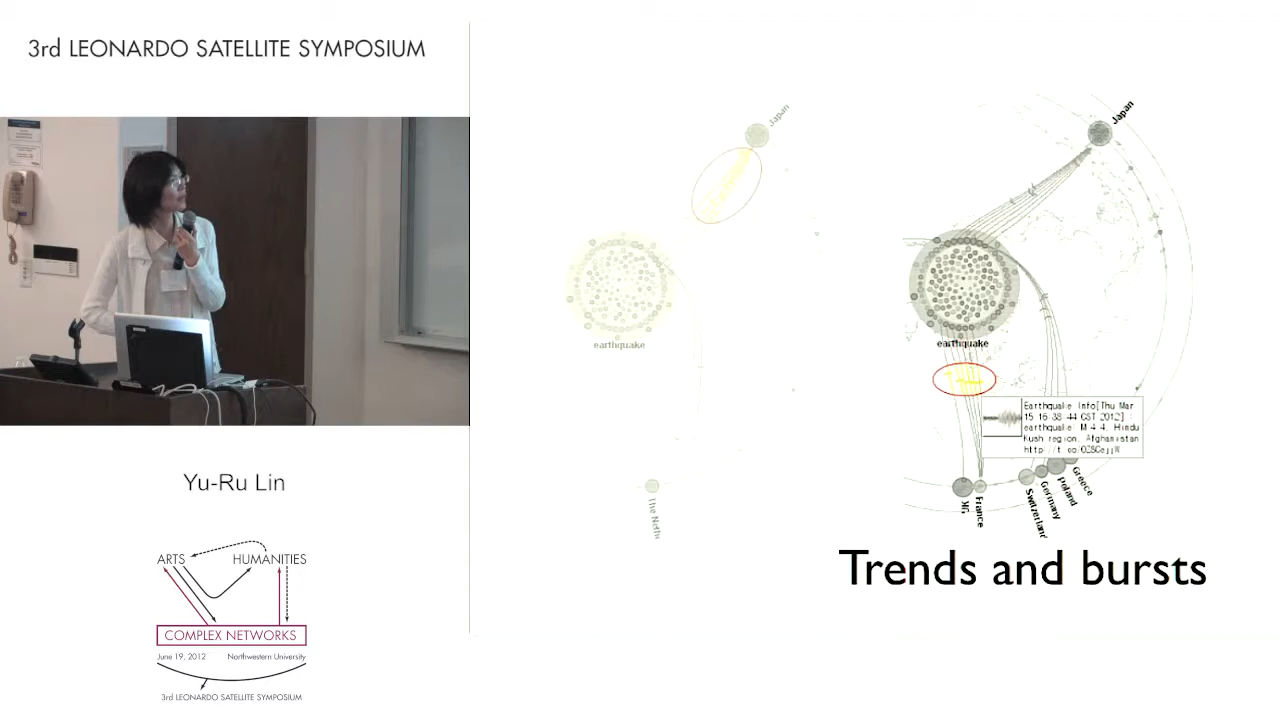 3rd LEONARDO SATELLITE SYMPOSIUM
Japan
Japan
earthquake
earthquake
Earthquake Info[Thu Mar
15 16:38:44 CST 2012] :
earthquake! M 4.4, Hindu
Kush region, Afghanistan
UK
France
Switzerland
Germany
Poland
Greece
Trends and bursts
Yu-Ru Lin
ARTS HUMANITIES
COMPLEX NETWORKS
June 19, 2012 Northwestern University
3rd LEONARDO SATELLITE SYMPOSIUM